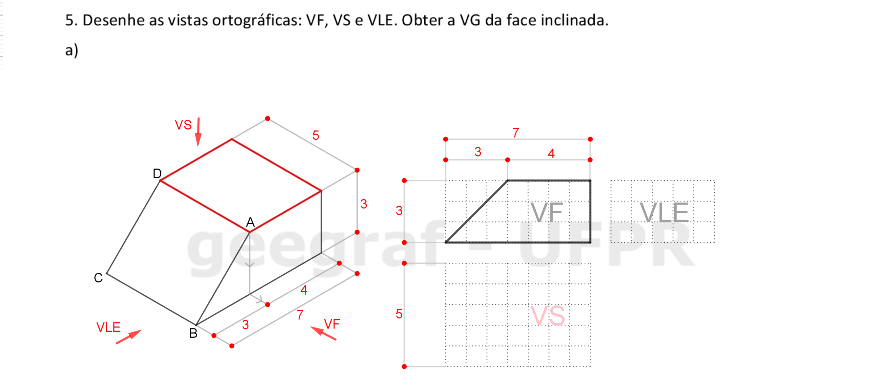 5. Desenhe as vistas ortográficas: VF, VS e VLE. Obter a VG da face inclinada.
a)
VS
5
D
A
3
C
4
7
3
VF
VLE
B
7
3 4
3
VF
VLE
geegraf - UFPR
5
VS